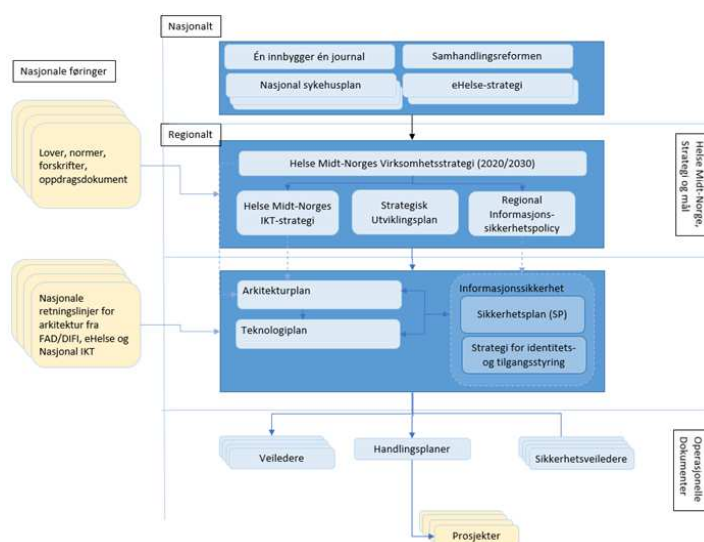 Nasjonalt
Én innbygger én journal
Samhandlingsreformen
Nasjonal sykehusplan
eHelse-strategi
Nasjonale føringer
Lover, normer,
forskrifter,
oppdragsdokument
Regionalt
Helse Midt-Norges Virksomhetsstrategi (2020/2030)
Helse Midt-Norges
IKT-strategi
Strategisk
Utviklingsplan
Regional
Informasjons-
sikkerhetspolicy
Helse Midt-Norge,
Strategi og mål
Nasjonale
retningslinjer for
arkitektur fra
FAD/DIFI, eHelse og
Nasjonal IKT
Arkitekturplan
Teknologiplan
Informasjonssikkerhet
Sikkerhetsplan (SP)
Strategi for identitets-
og tilgangsstyring
Veiledere
Handlingsplaner
Sikkerhetsveiledere
Operasjonelle
Dokumenter
Prosjekter